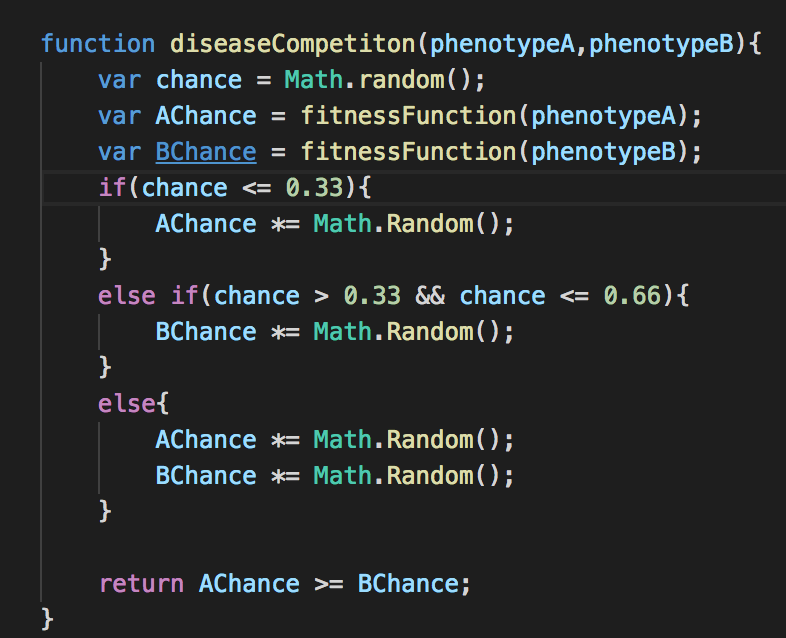 function diseaseCompetiton(phenotypeA,phenotypeB){
    var chance = Math.random();
    var AChance = fitnessFunction(phenotypeA);
    var BChance = fitnessFunction(phenotypeB);
    if(chance <= 0.33){
        AChance *= Math.Random();
    }
    else if(chance > 0.33 && chance <= 0.66){
        BChance *= Math.Random();
    }
    else{
        AChance *= Math.Random();
        BChance *= Math.Random();
    }

    return AChance >= BChance;
}